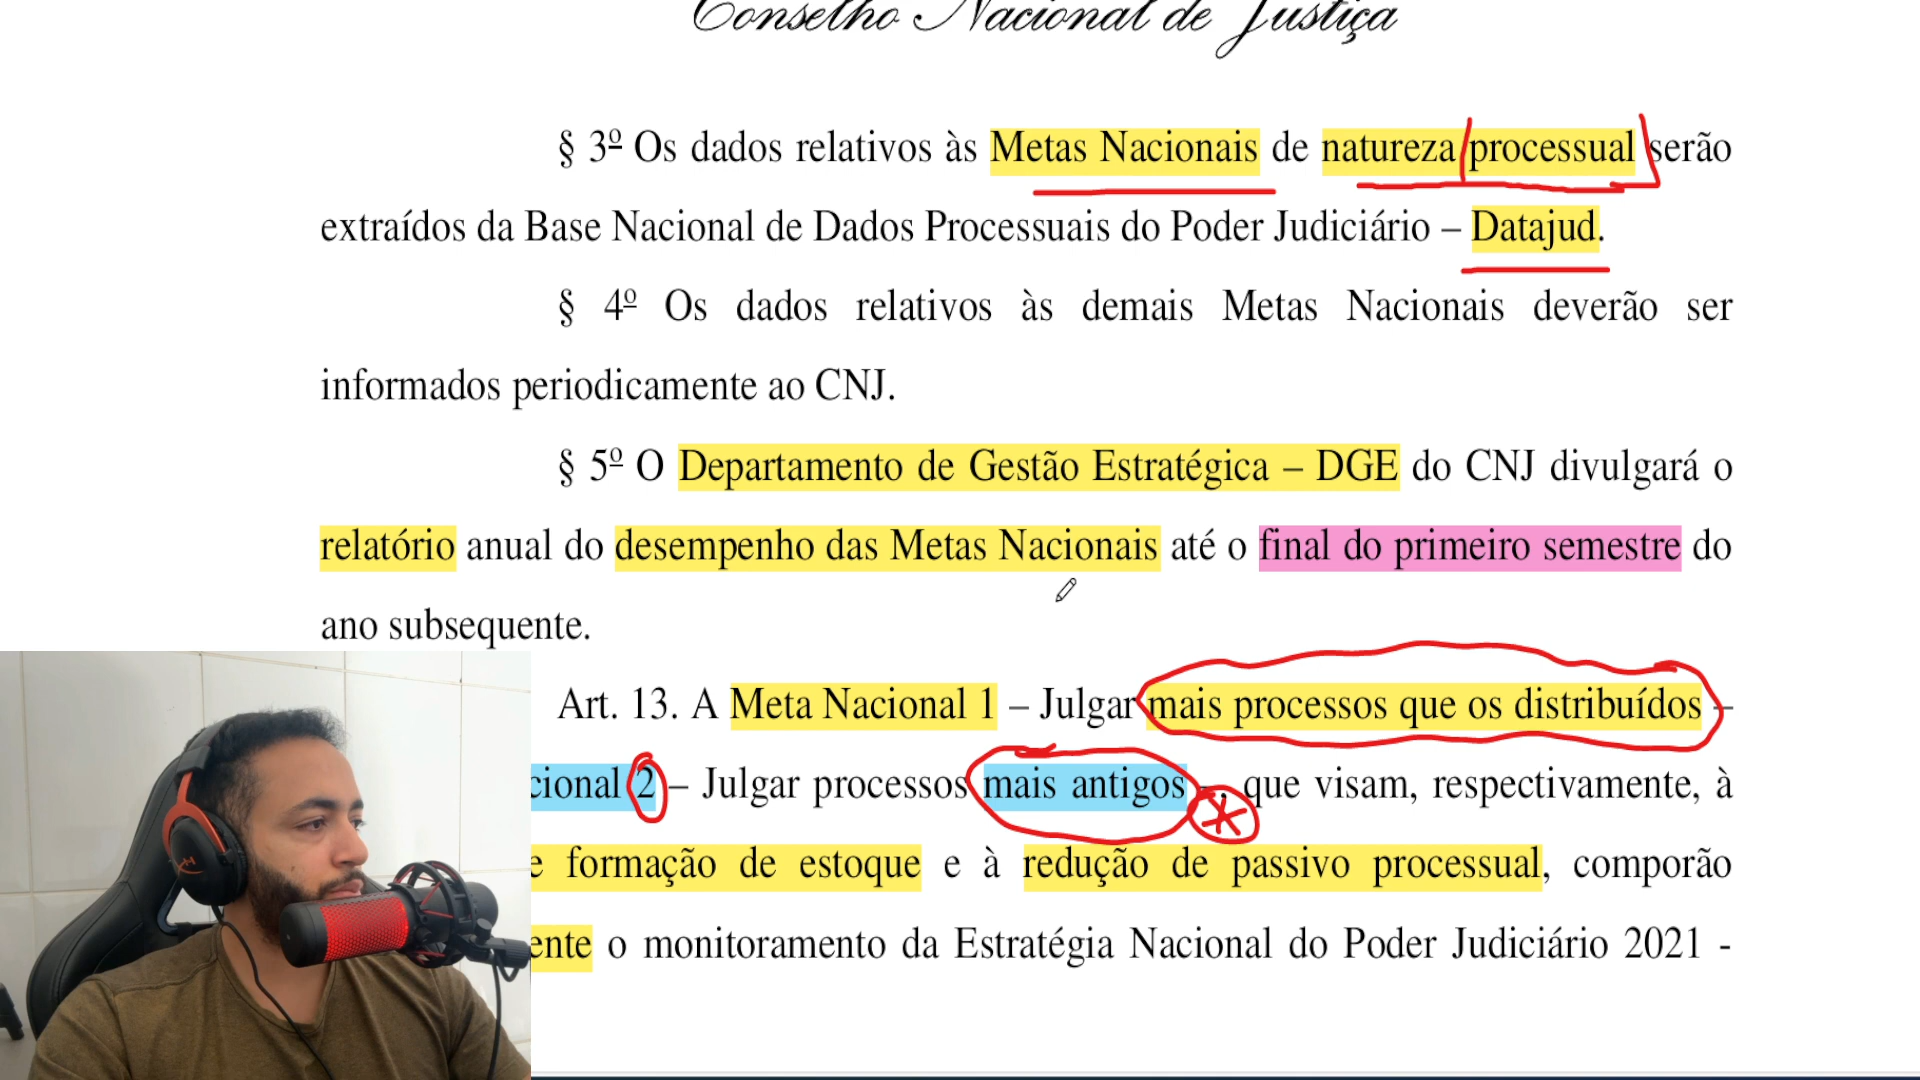 Conselho Nacional de Justiça
§ 3º Os dados relativos às Metas Nacionais de natureza processual serão
extraídos da Base Nacional de Dados Processuais do Poder Judiciário – Datajud.
§ 4º Os dados relativos às demais Metas Nacionais deverão ser
informados periodicamente ao CNJ.
§ 5º O Departamento de Gestão Estratégica – DGE do CNJ divulgará o
relatório anual do desempenho das Metas Nacionais até o final do primeiro semestre do
ano subsequente.
Art. 13. A Meta Nacional 1 – Julgar mais processos que os distribuídos –
cional 2 – Julgar processos mais antigos –, que visam, respectivamente, à
e formação de estoque e à redução de passivo processual, comporão
ente o monitoramento da Estratégia Nacional do Poder Judiciário 2021 -